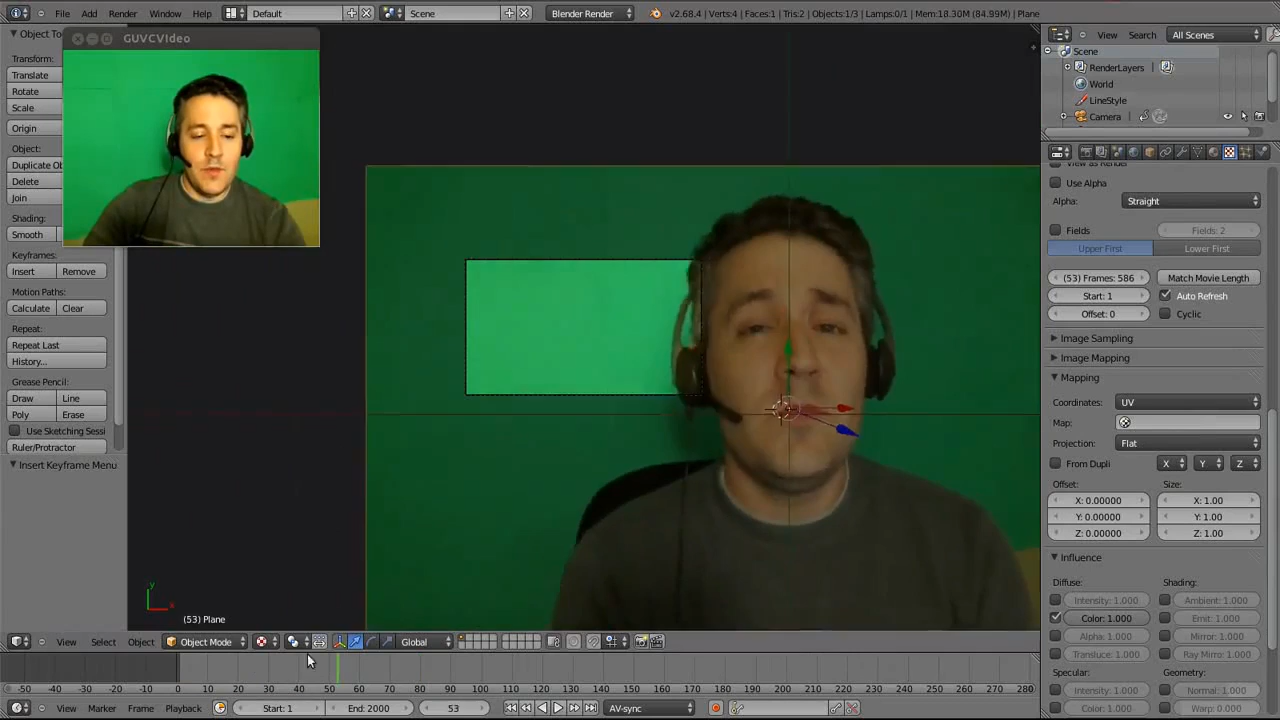 File Add Render Window Help Default Scene Blender Render v2.68.4 | Verts:4 | Faces:1 | Tris:2 | Objects:1/3 | Lamps:0/1 | Mem:18.30M (84.99M) | Plane
Object To
GUVCVIdeo
View Search All Scenes
Transform:
Translate
Rotate
Scale
Origin
Object:
Duplicate Ob
Delete
Join
Shading:
Smooth
Keyframes:
Insert Remove
Motion Paths:
Calculate Clear
Repeat:
Repeat Last
History...
Grease Pencil:
Draw Line
Poly Erase
Use Sketching Sessi
Ruler/Protractor
Insert Keyframe Menu
y
x
(53) Plane
Scene
RenderLayers |
World
LineStyle
Camera
View as Render
Use Alpha
Alpha: Straight
Fields Fields: 2
Upper First Lower First
(53) Frames: 586 Match Movie Length
Start: 1 Auto Refresh
Offset: 0 Cyclic
Image Sampling
Image Mapping
Mapping
Coordinates: UV
Map:
Projection: Flat
From Dupli X Y Z
Offset: Size:
X: 0.00000 X: 1.00
Y: 0.00000 Y: 1.00
Z: 0.00000 Z: 1.00
Influence
Diffuse: Shading:
Intensity: 1.000 Ambient: 1.000
Color: 1.000 Emit: 1.000
Alpha: 1.000 Mirror: 1.000
Transluce: 1.000 Ray Mirror: 1.000
Specular: Geometry:
Intensity: 1.000 Normal: 1.000
Color: 1.000 Warp: 0.000
View Select Object Object Mode Global
-50 -40 -30 -20 -10 0 10 20 30 40 50 60 70 80 90 100 110 120 130 140 150 160 170 180 190 200 210 220 230 240 250 260 270 280
View Marker Frame Playback Start: 1 End: 2000 53 AV-sync